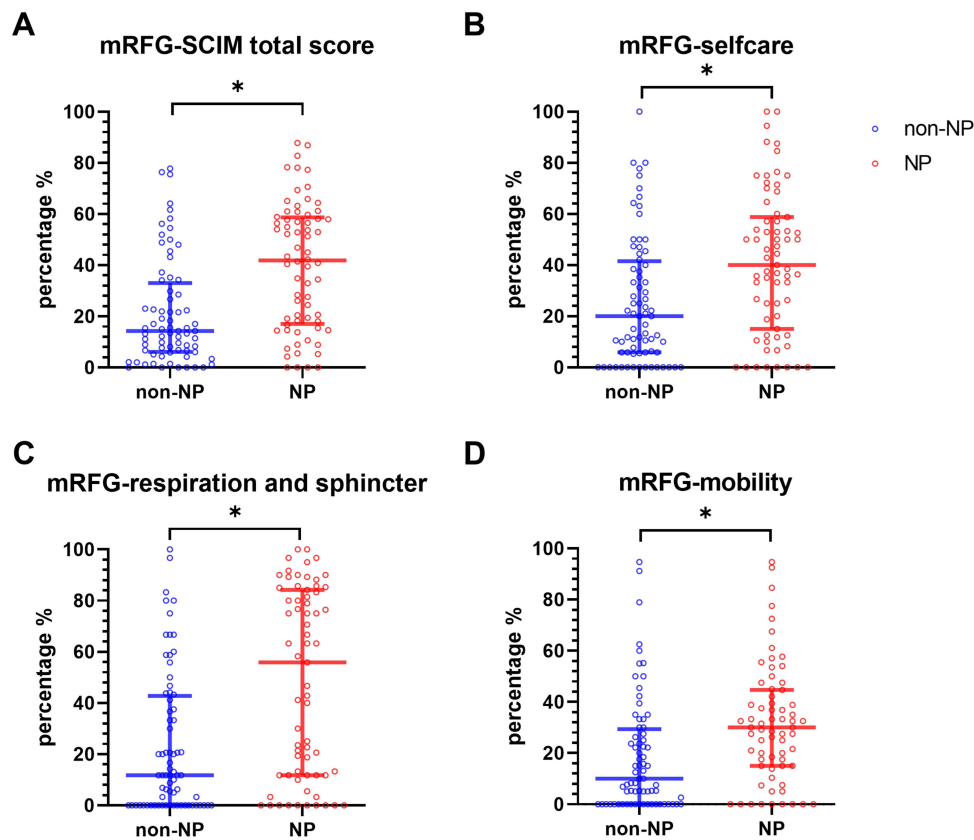 A
mRFG-SCIM total score
*
percentage %
100
80
60
40
20
0
non-NP NP
B
mRFG-selfcare
*
percentage %
100
80
60
40
20
0
non-NP NP
non-NP
NP
C
mRFG-respiration and sphincter
*
percentage %
100
80
60
40
20
0
non-NP NP
D
mRFG-mobility
*
percentage %
100
80
60
40
20
0
non-NP NP